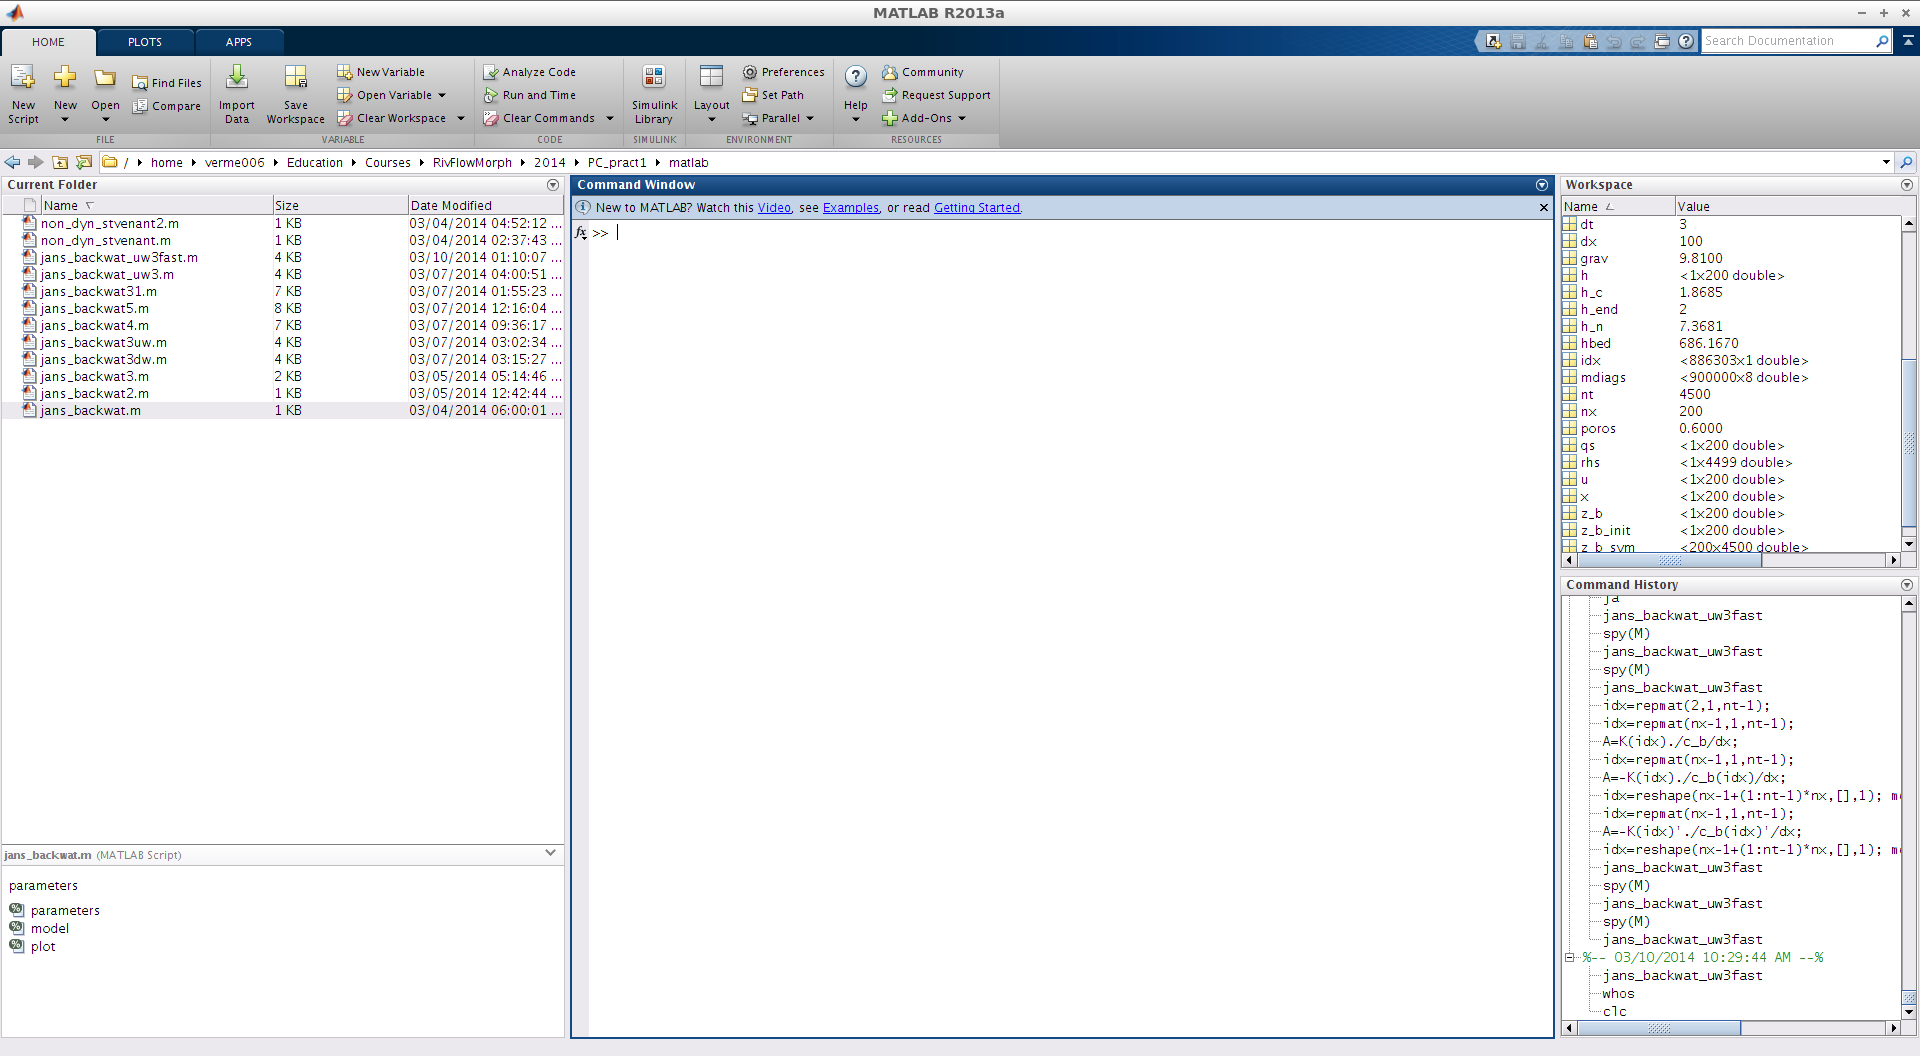 MATLAB R2013a
HOME PLOTS APPS
Search Documentation
New Script
New
Open
Find Files
Compare
Import Data
Save Workspace
New Variable
Open Variable
Clear Workspace
Analyze Code
Run and Time
Clear Commands
Simulink Library
Layout
Preferences
Set Path
Parallel
Help
Community
Request Support
Add-Ons
FILE VARIABLE CODE SIMULINK ENVIRONMENT RESOURCES
/ home verme006 Education Courses RivFlowMorph 2014 PC_pract1 matlab
Current Folder
Name Size Date Modified
non_dyn_stvenant2.m 1 KB 03/04/2014 04:52:12 ...
non_dyn_stvenant.m 1 KB 03/04/2014 02:37:43 ...
jans_backwat_uw3fast.m 4 KB 03/10/2014 01:10:07 ...
jans_backwat_uw3.m 4 KB 03/07/2014 04:00:51 ...
jans_backwat31.m 7 KB 03/07/2014 01:55:23 ...
jans_backwat5.m 8 KB 03/07/2014 12:16:04 ...
jans_backwat4.m 7 KB 03/07/2014 09:36:17 ...
jans_backwat3uw.m 4 KB 03/07/2014 03:02:34 ...
jans_backwat3dw.m 4 KB 03/07/2014 03:15:27 ...
jans_backwat3.m 2 KB 03/05/2014 05:14:46 ...
jans_backwat2.m 1 KB 03/05/2014 12:42:44 ...
jans_backwat.m 1 KB 03/04/2014 06:00:01 ...
jans_backwat.m (MATLAB Script)
parameters
parameters
model
plot
Command Window
New to MATLAB? Watch this Video, see Examples, or read Getting Started.
fx >>
Workspace
Name Value
dt 3
dx 100
grav 9.8100
h <1x200 double>
h_c 1.8685
h_end 2
h_n 7.3681
hbed 686.1670
idx <886303x1 double>
mdiags <900000x8 double>
nt 4500
nx 200
poros 0.6000
qs <1x200 double>
rhs <1x4499 double>
u <1x200 double>
x <1x200 double>
z_b <1x200 double>
z_b_init <1x200 double>
z_b_sym <200x4500 double>
Command History
ja
jans_backwat_uw3fast
spy(M)
jans_backwat_uw3fast
spy(M)
jans_backwat_uw3fast
idx=repmat(2,1,nt-1);
idx=repmat(nx-1,1,nt-1);
A=K(idx)./c_b/dx;
idx=repmat(nx-1,1,nt-1);
A=-K(idx)./c_b(idx)/dx;
idx=reshape(nx-1+(1:nt-1)*nx,[],1);
idx=repmat(nx-1,1,nt-1);
A=-K(idx)'./c_b(idx)'/dx;
idx=reshape(nx-1+(1:nt-1)*nx,[],1);
jans_backwat_uw3fast
spy(M)
jans_backwat_uw3fast
spy(M)
jans_backwat_uw3fast
%-- 03/10/2014 10:29:44 AM --%
jans_backwat_uw3fast
whos
clc